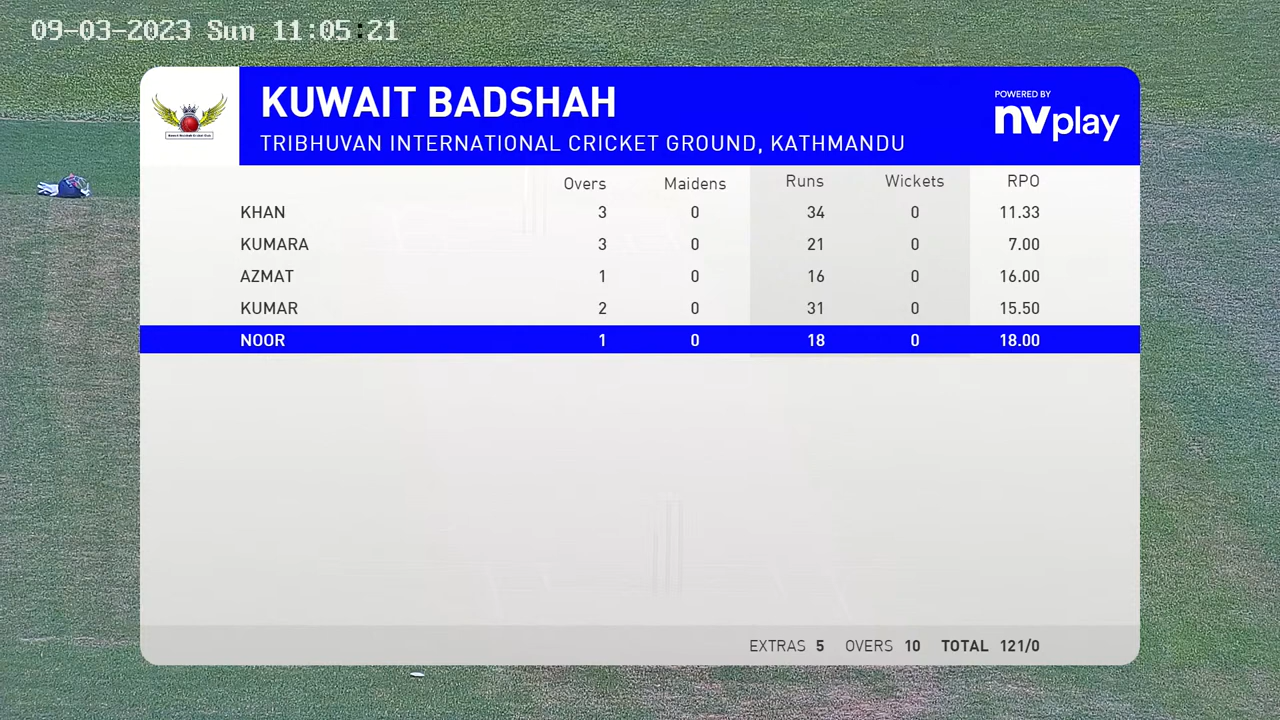 09-03-2023 Sun 11:05:21
KUWAIT BADSHAH
TRIBHUVAN INTERNATIONAL CRICKET GROUND, KATHMANDU
POWERED BY
nvplay
Overs Maidens Runs Wickets RPO
KHAN 3 0 34 0 11.33
KUMARA 3 0 21 0 7.00
AZMAT 1 0 16 0 16.00
KUMAR 2 0 31 0 15.50
NOOR 1 0 18 0 18.00
EXTRAS 5 OVERS 10 TOTAL 121/0